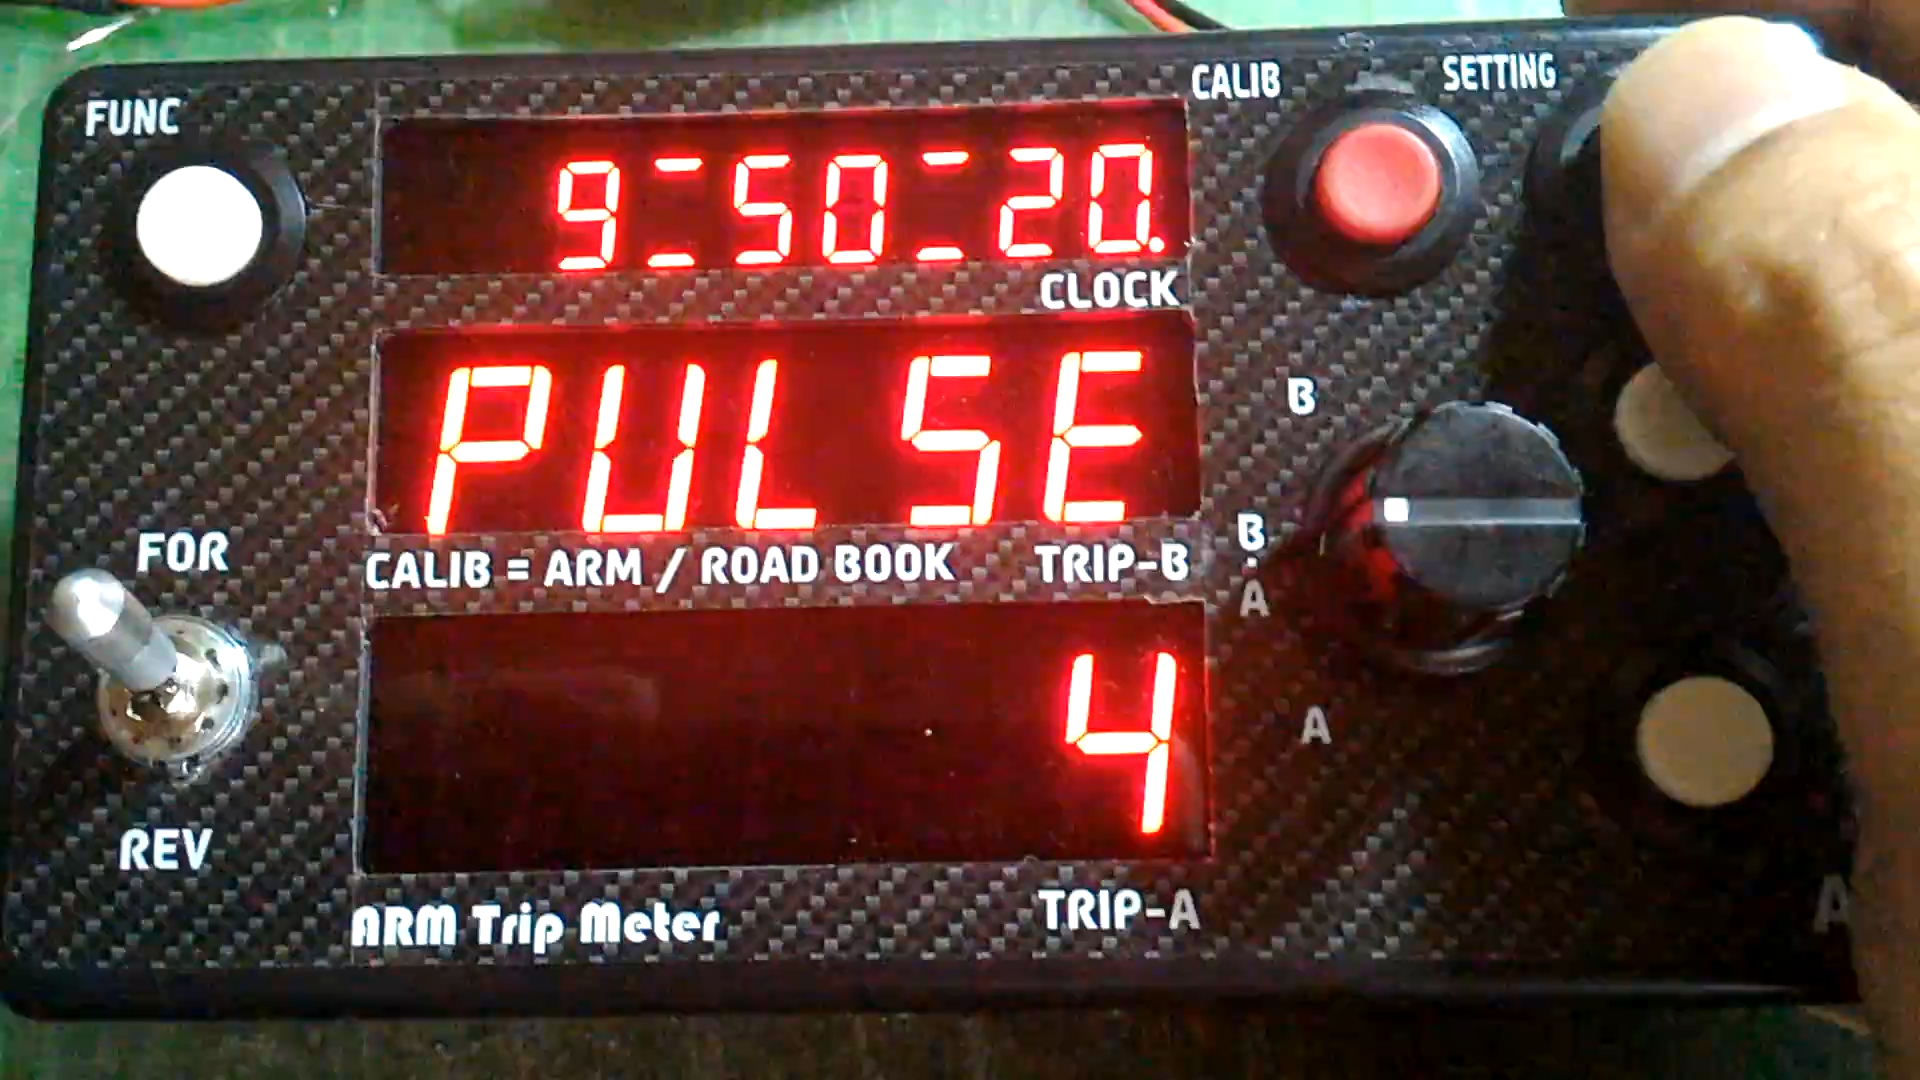 FUNC
CALIB
SETTING
9-50-20.
CLOCK
PULSE
B
CALIB = ARM / ROAD BOOK
TRIP-B
B
.
A
FOR
4
A
REV
ARM Trip Meter
TRIP-A
A